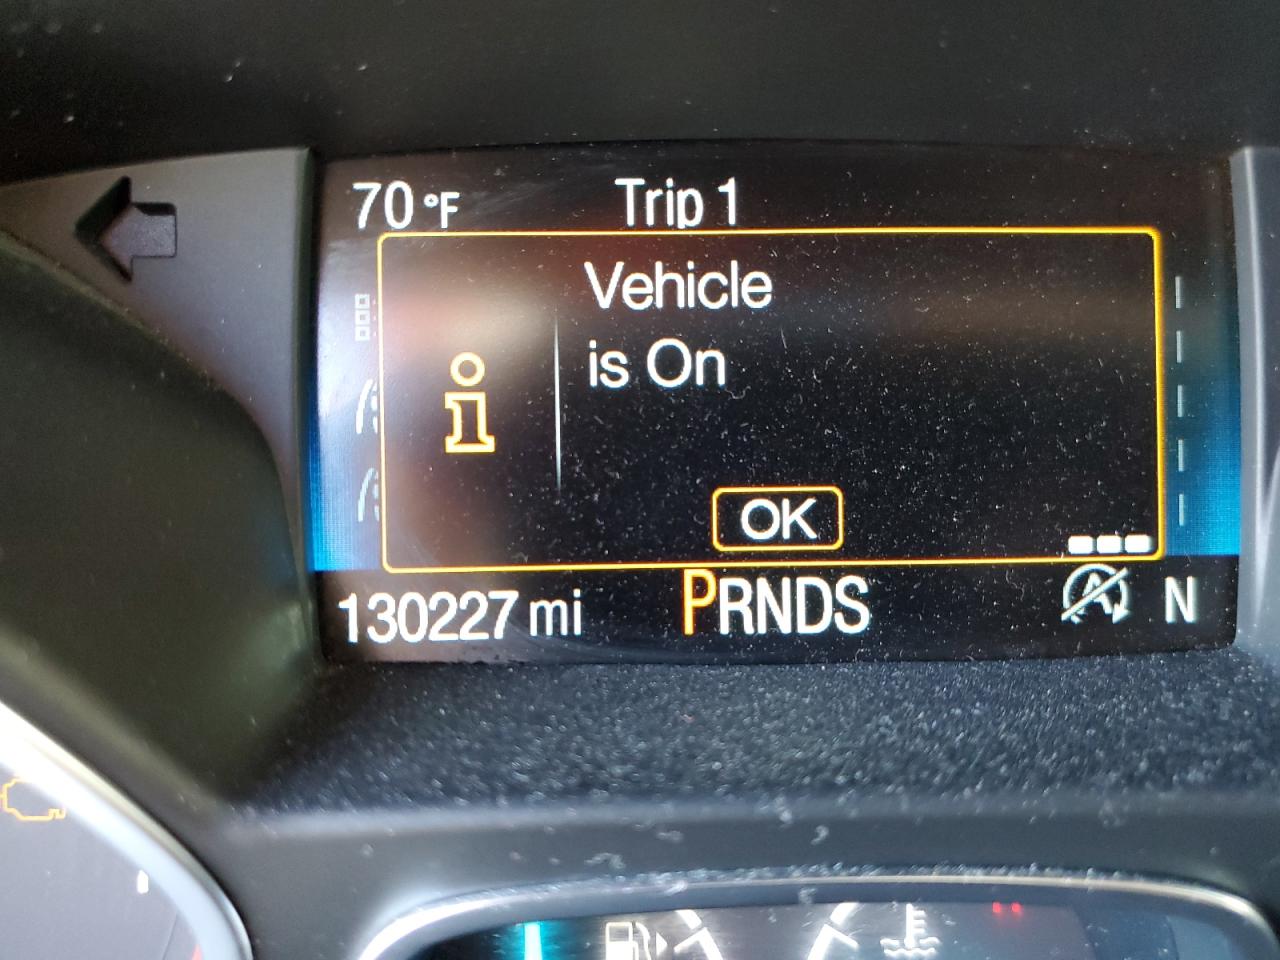 70 °F Trip 1
Vehicle
is On
i
OK
130227 mi PRNDS A N